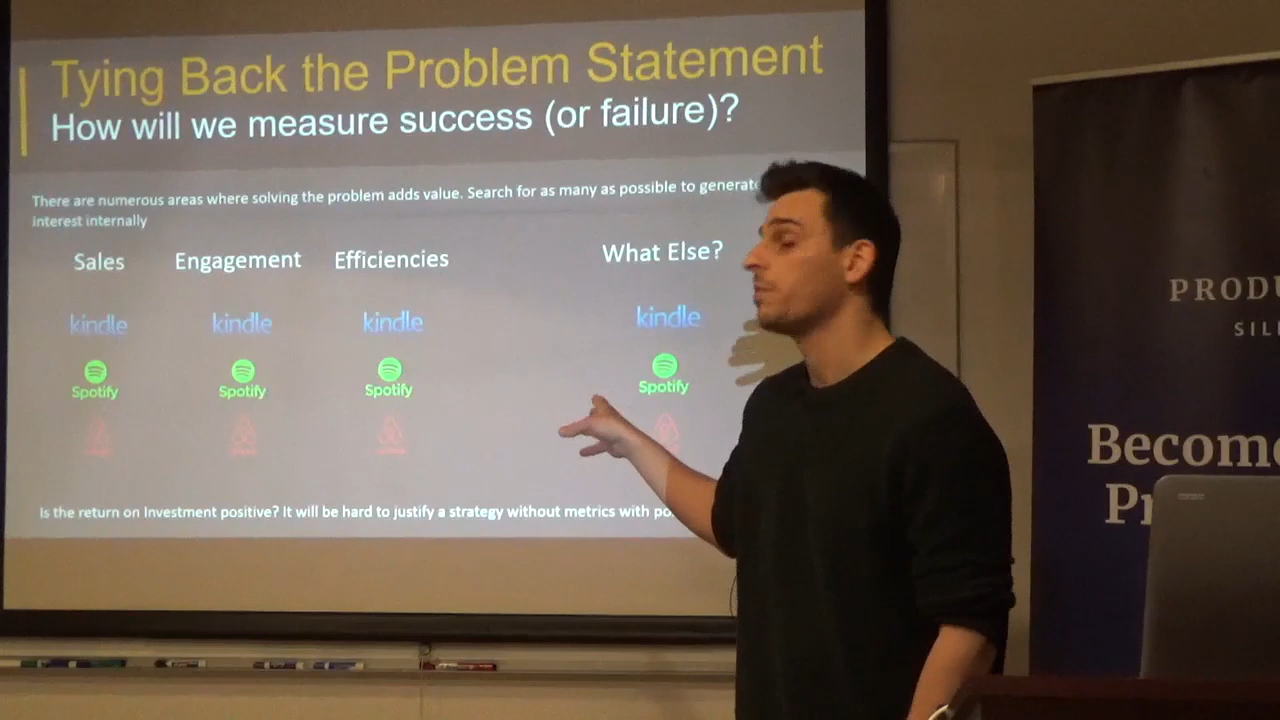 Tying Back the Problem Statement
How will we measure success (or failure)?
There are numerous areas where solving the problem adds value. Search for as many as possible to generate
interest internally
Sales Engagement Efficiencies What Else?
kindle kindle kindle kindle
Spotify Spotify Spotify Spotify
Is the return on Investment positive? It will be hard to justify a strategy without metrics with
PRODU
SIL
Become
Pr